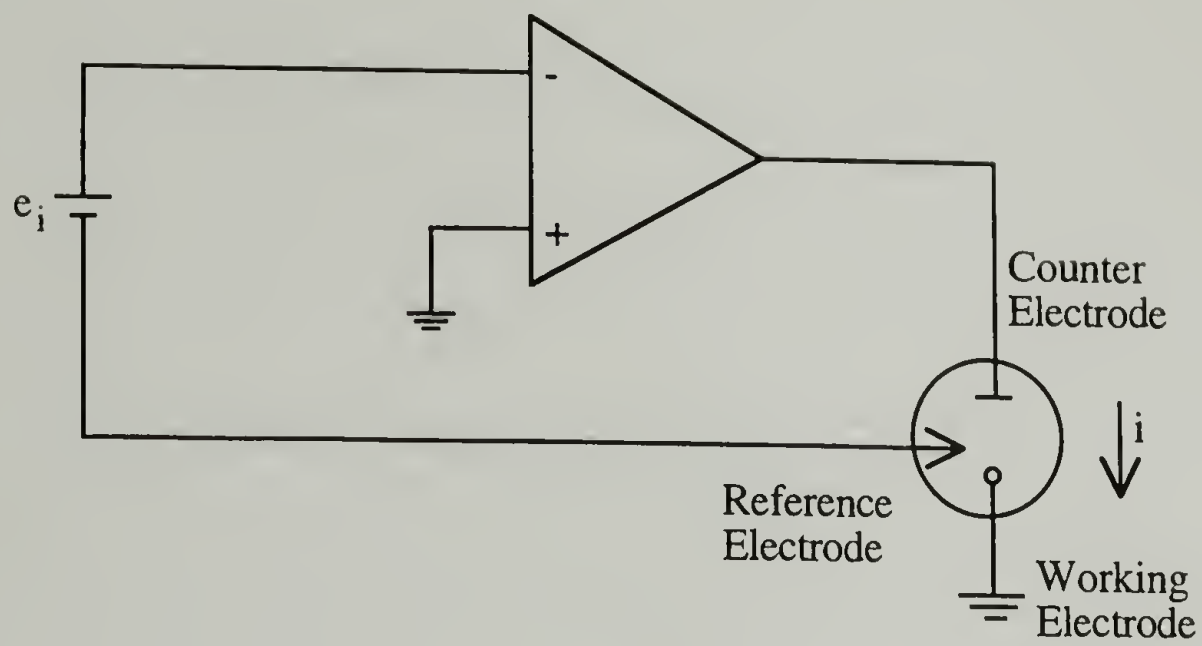 -
e_i
+
Counter
Electrode
i
Reference
Electrode
Working
Electrode